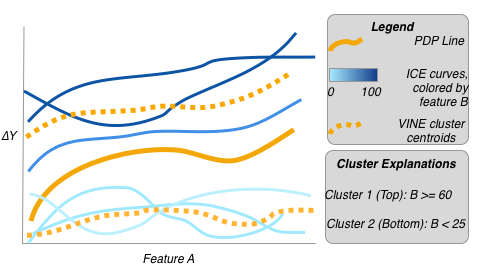 Legend
PDP Line
0 100
ICE curves,
colored by
feature B
VINE cluster
centroids
ΔY
Cluster Explanations
Cluster 1 (Top): B >= 60
Cluster 2 (Bottom): B < 25
Feature A